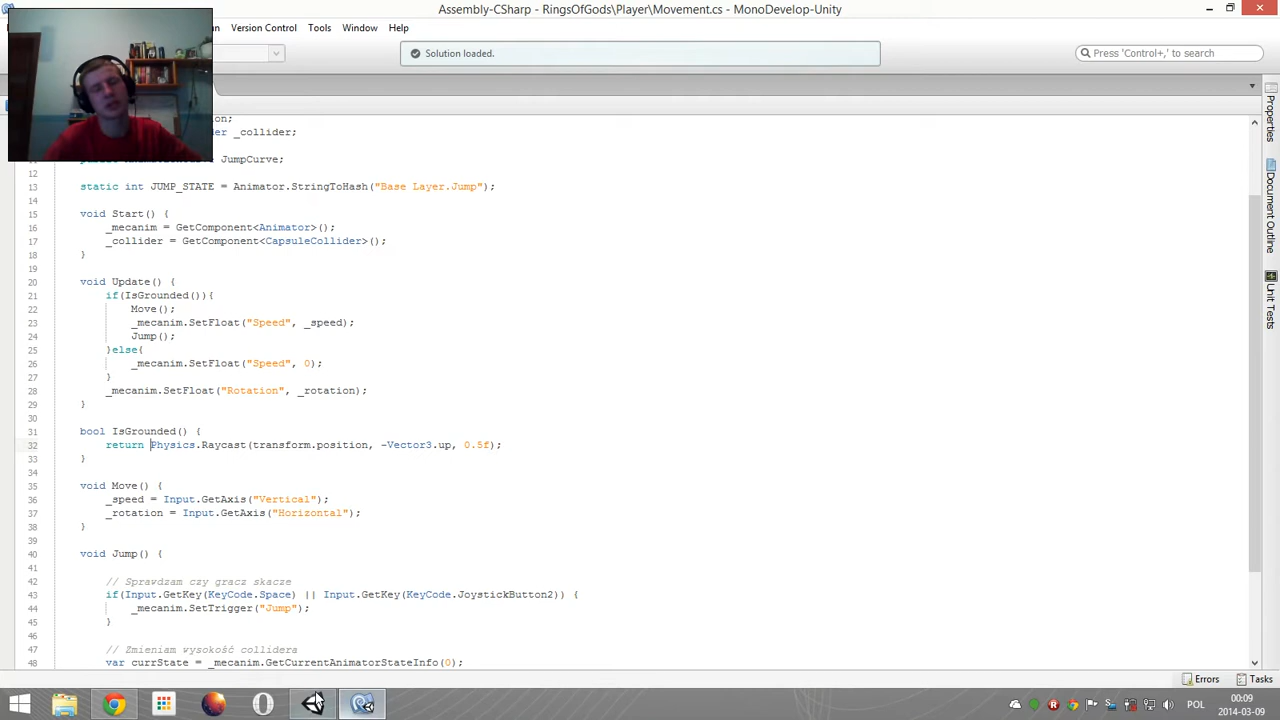 Assembly-CSharp - RingsOfGods\Player\Movement.cs - MonoDevelop-Unity
Version Control Tools Window Help
Solution loaded.
Press 'Control+,' to search
on;
der _collider;
JumpCurve;
12
13 static int JUMP_STATE = Animator.StringToHash("Base Layer.Jump");
14
15 void Start() {
16 _mecanim = GetComponent<Animator>();
17 _collider = GetComponent<CapsuleCollider>();
18 }
19
20 void Update() {
21 if(IsGrounded()){
22 Move();
23 _mecanim.SetFloat("Speed", _speed);
24 Jump();
25 }else{
26 _mecanim.SetFloat("Speed", 0);
27 }
28 _mecanim.SetFloat("Rotation", _rotation);
29 }
30
31 bool IsGrounded() {
32 return Physics.Raycast(transform.position, -Vector3.up, 0.5f);
33 }
34
35 void Move() {
36 _speed = Input.GetAxis("Vertical");
37 _rotation = Input.GetAxis("Horizontal");
38 }
39
40 void Jump() {
41
42 // Sprawdzam czy gracz skacze
43 if(Input.GetKey(KeyCode.Space) || Input.GetKey(KeyCode.JoystickButton2)) {
44 _mecanim.SetTrigger("Jump");
45 }
46
47 // Zmieniam wysokość collidera
48 var currState = _mecanim.GetCurrentAnimatorStateInfo(0);
Properties
Document Outline
Unit Tests
Errors Tasks
POL
00:09
2014-03-09